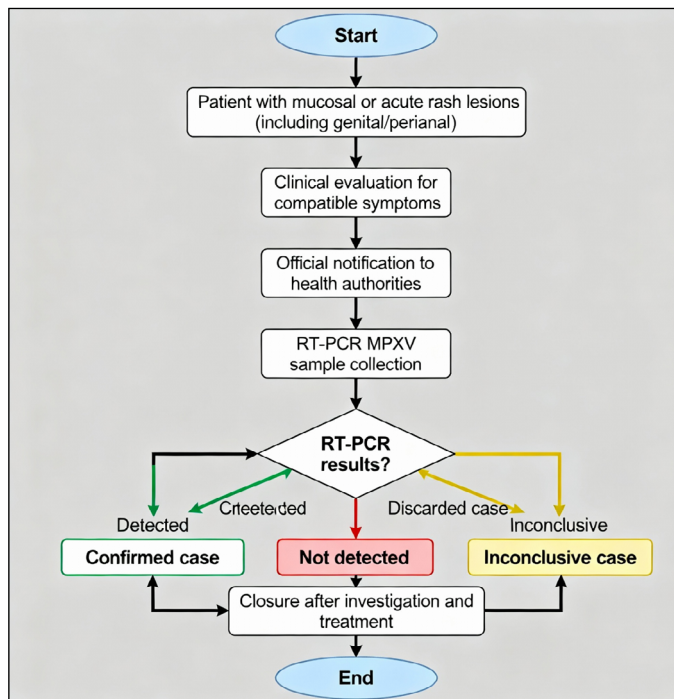 Start
Patient with mucosal or acute rash lesions
(including genital/perianal)
Clinical evaluation for
compatible symptoms
Official notification to
health authorities
RT-PCR MPXV
sample collection
RT-PCR
results?
Detected
Discarded case
Inconclusive
Confirmed case
Not detected
Inconclusive case
Closure after investigation and
treatment
End